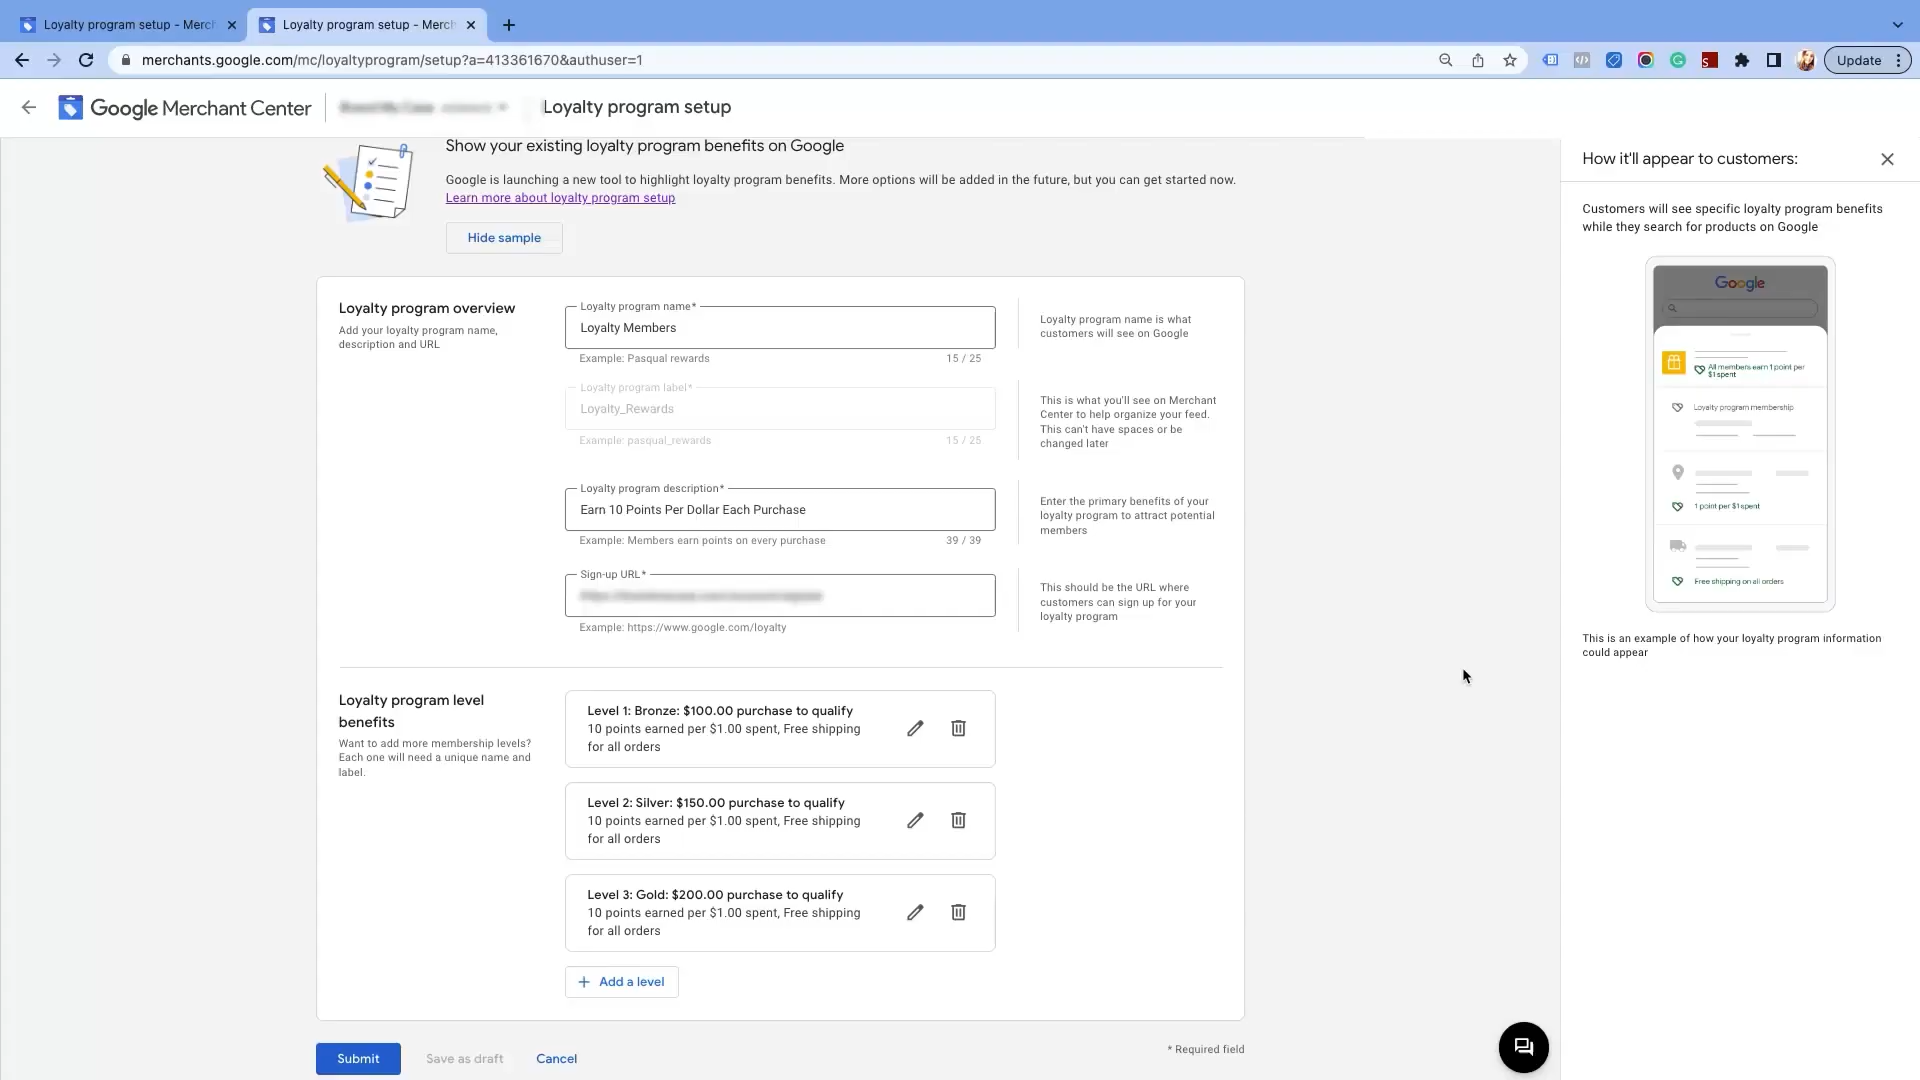 Loyalty program setup - Merch
Loyalty program setup - Merch
merchants.google.com/mc/loyaltyprogram/setup?a=413361670&authuser=1
Update
Google Merchant Center
Loyalty program setup
Show your existing loyalty program benefits on Google
Google is launching a new tool to highlight loyalty program benefits. More options will be added in the future, but you can get started now.
Learn more about loyalty program setup
Hide sample
Loyalty program overview
Add your loyalty program name,
description and URL
Loyalty program name*
Loyalty Members
Example: Pasqual rewards
15 / 25
Loyalty program name is what
customers will see on Google
Loyalty program label*
Loyalty_Rewards
Example: pasqual_rewards
15 / 25
This is what you'll see on Merchant
Center to help organize your feed.
This can't have spaces or be
changed later
Loyalty program description*
Earn 10 Points Per Dollar Each Purchase
Example: Members earn points on every purchase
39 / 39
Enter the primary benefits of your
loyalty program to attract potential
members
Sign-up URL*
Example: https://www.google.com/loyalty
This should be the URL where
customers can sign up for your
loyalty program
Loyalty program level
benefits
Want to add more membership levels?
Each one will need a unique name and
label.
Level 1: Bronze: $100.00 purchase to qualify
10 points earned per $1.00 spent, Free shipping
for all orders
Level 2: Silver: $150.00 purchase to qualify
10 points earned per $1.00 spent, Free shipping
for all orders
Level 3: Gold: $200.00 purchase to qualify
10 points earned per $1.00 spent, Free shipping
for all orders
Add a level
Submit
Save as draft
Cancel
* Required field
How it'll appear to customers:
Customers will see specific loyalty program benefits
while they search for products on Google
Google
All members earn 1 point per
$1 spent
Loyalty program membership
1 point per $1 spent
Free shipping on all orders
This is an example of how your loyalty program information
could appear